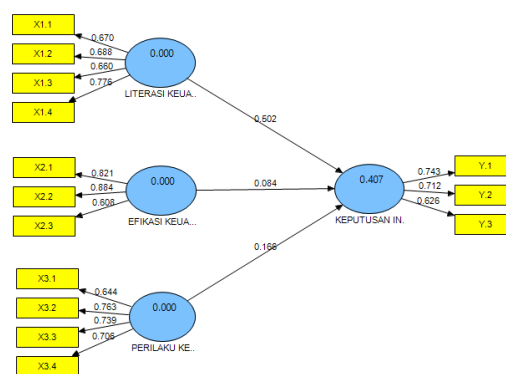 X1.1
X1.2
X1.3
X1.4
0.670
0.688
0.660
0.776
0.000
LITERASI KEUA..
0.502
X2.1
X2.2
X2.3
0.821
0.884
0.608
0.000
EFIKASI KEUA...
0.084
0.407
KEPUTUSAN IN.
0.743
0.712
0.626
Y.1
Y.2
Y.3
0.166
X3.1
X3.2
X3.3
X3.4
0.644
0.763
0.739
0.706
0.000
PERILAKU KE..